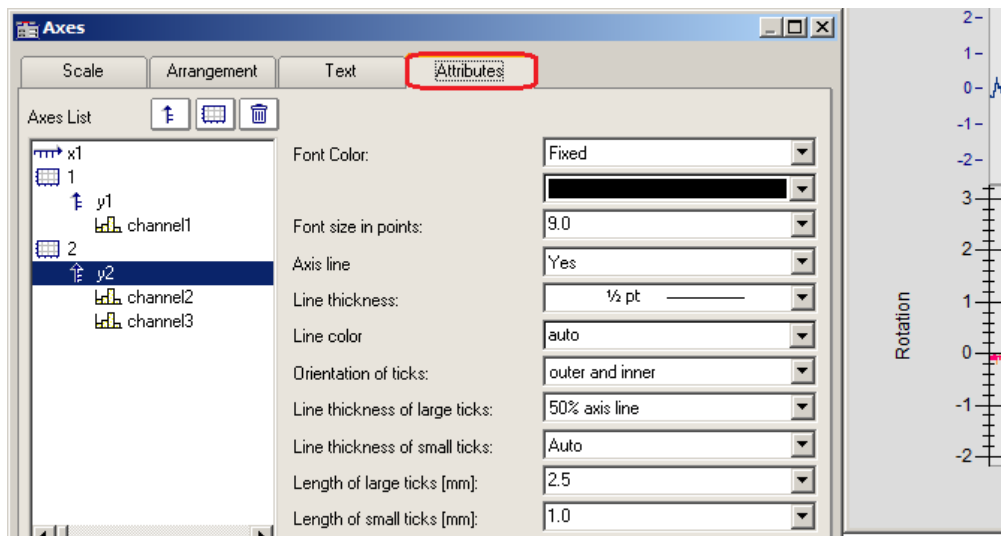 Axes
Scale
Arrangement
Text
Attributes
Axes List
x1
1
y1
channel1
2
y2
channel2
channel3
Font Color:
Fixed
Font size in points:
9.0
Axis line
Yes
Line thickness:
½ pt
Line color
auto
Orientation of ticks:
outer and inner
Line thickness of large ticks:
50% axis line
Line thickness of small ticks:
Auto
Length of large ticks [mm]:
2.5
Length of small ticks [mm]:
1.0
2
1
0
-1
-2
Rotation
3
2
1
0
-1
-2